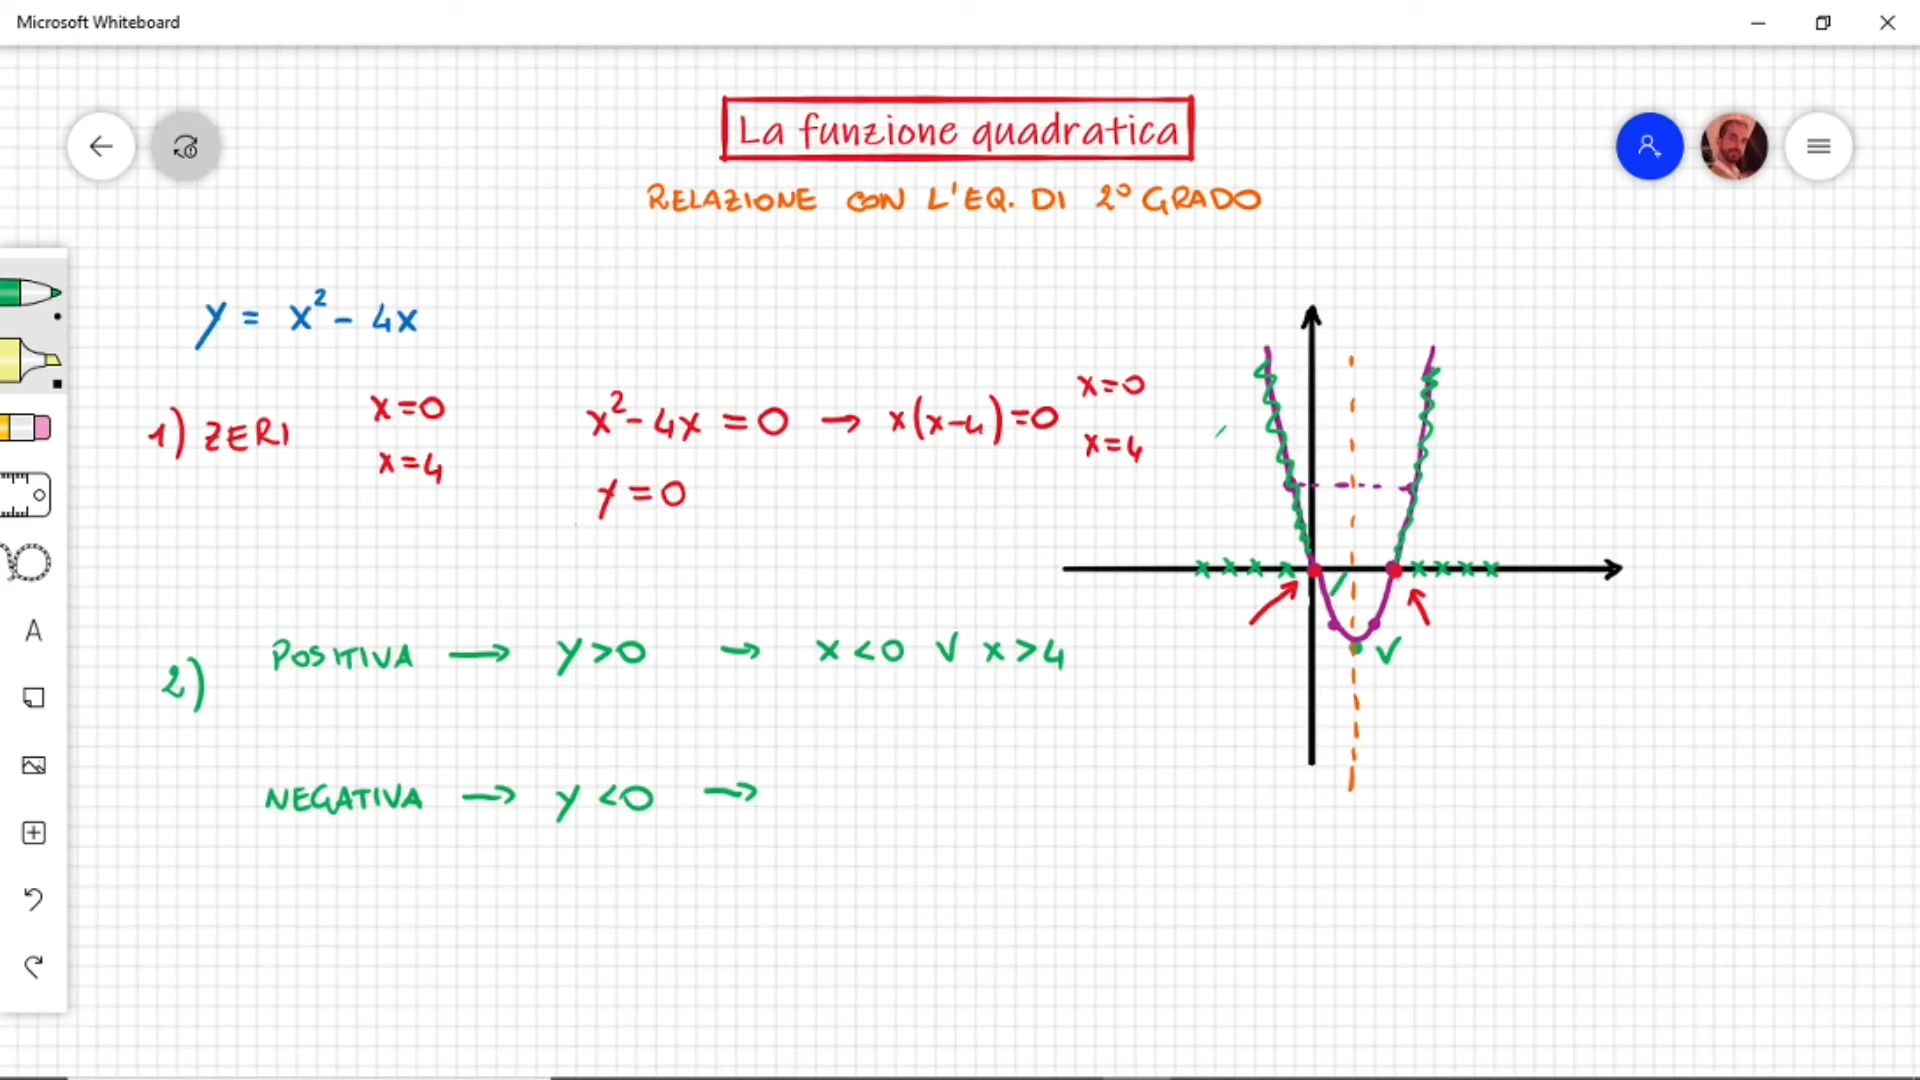 Microsoft Whiteboard
La funzione quadratica
RELAZIONE CON L'EQ. DI 2° GRADO
y = x² - 4x
1) ZERI
x=0
x=4
x²-4x = 0 → x(x-4)=0
x=0
x=4
y = 0
2)
POSITIVA → y>0 → x<0 ∨ x>4
V
NEGATIVA → y<0 →
A